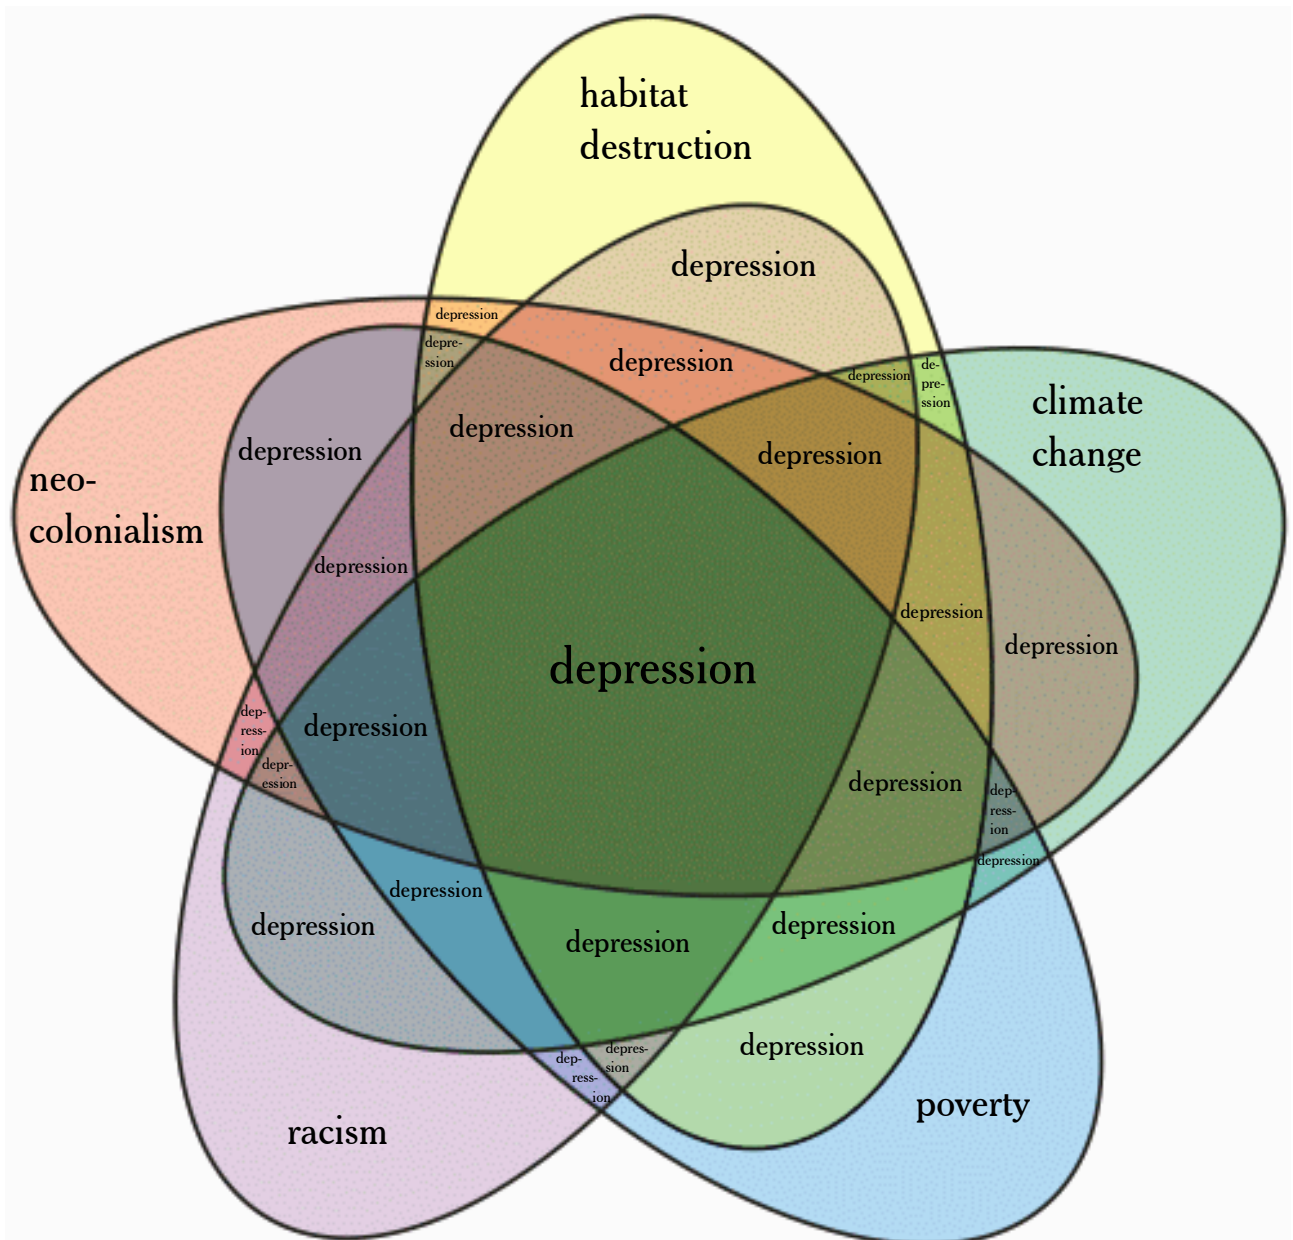 habitat
destruction
depression
depression
depression
depre-
ssion
depression
de-
pre-
ssion
climate
change
depression
depression
depression
neo-
colonialism
depression
depression
depression
depression
depression
dep-
ress-
ion
depression
depr-
ession
depression
dep-
ress-
ion
depression
depression
depression
depression
depression
depres-
sion
dep-
ress-
ion
depression
poverty
racism